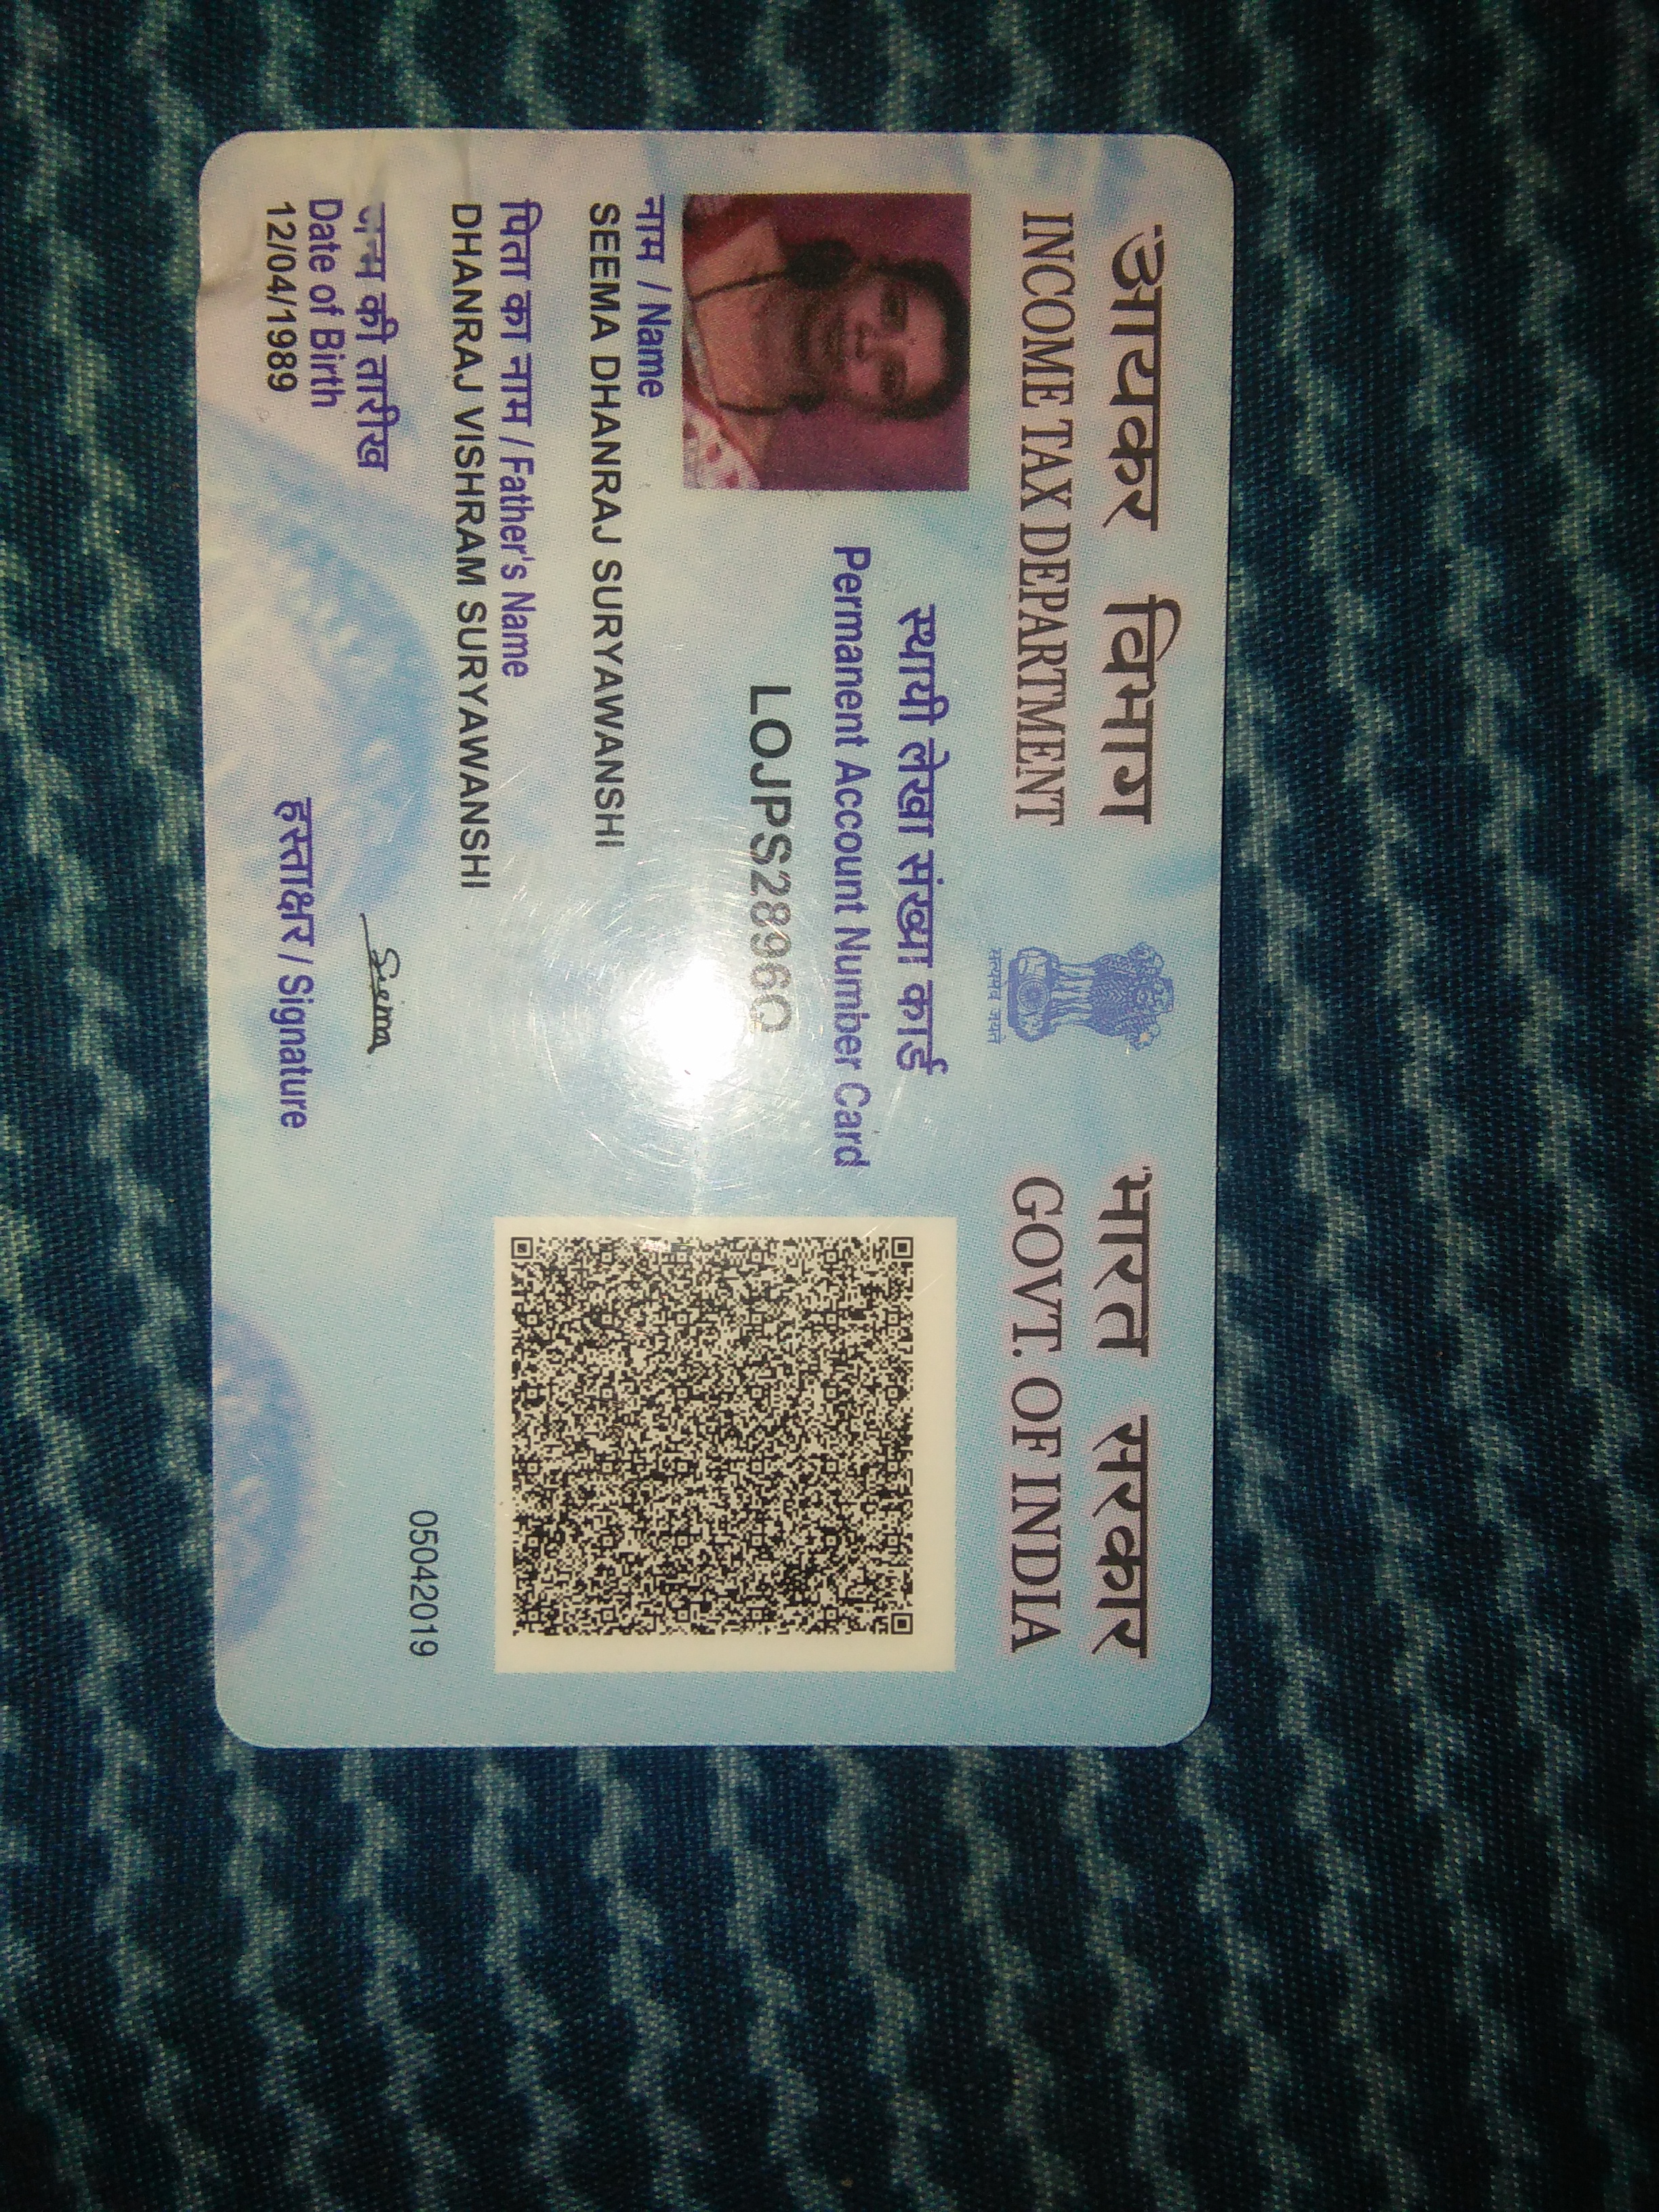 आयकर विभाग
INCOME TAX DEPARTMENT
सत्यमेव जयते
भारत सरकार
GOVT. OF INDIA
स्थायी लेखा संख्या कार्ड
Permanent Account Number Card
नाम / Name
SEEMA DHANRAJ SURYAWANSHI
पिता का नाम / Father's Name
DHANRAJ VISHRAM SURYAWANSHI
जन्म की तारीख
Date of Birth
12/04/1989
Seema
हस्ताक्षर / Signature
05042019